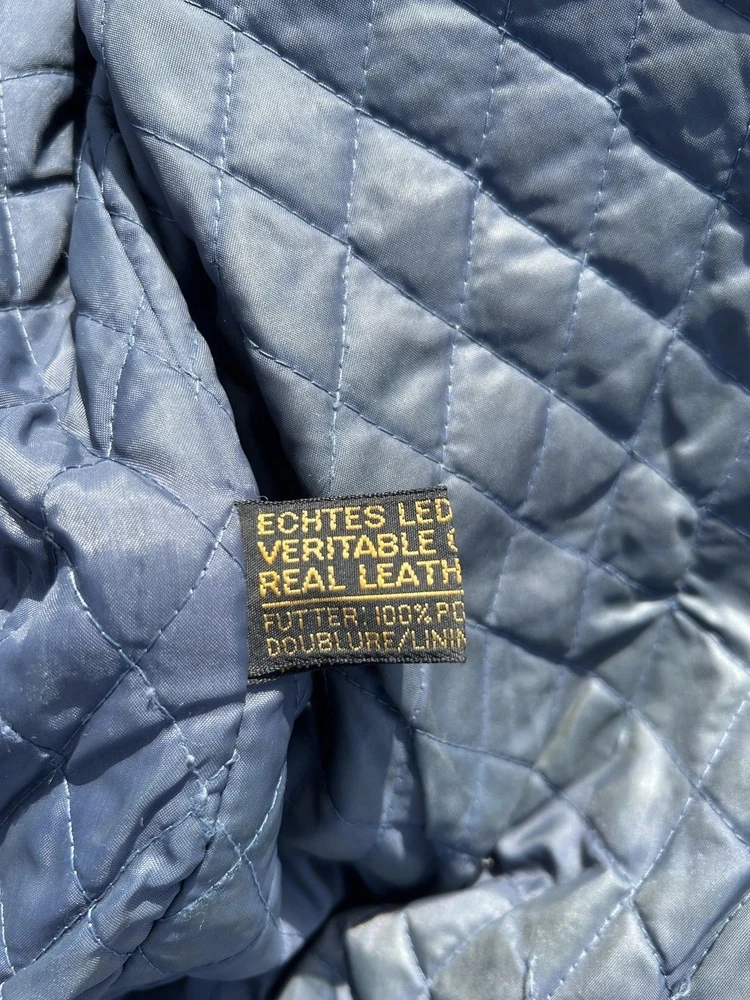 ECHTES LED
VERITABLE
REAL LEATH
FUTTER: 100% PO
DOUBLURE/LININ